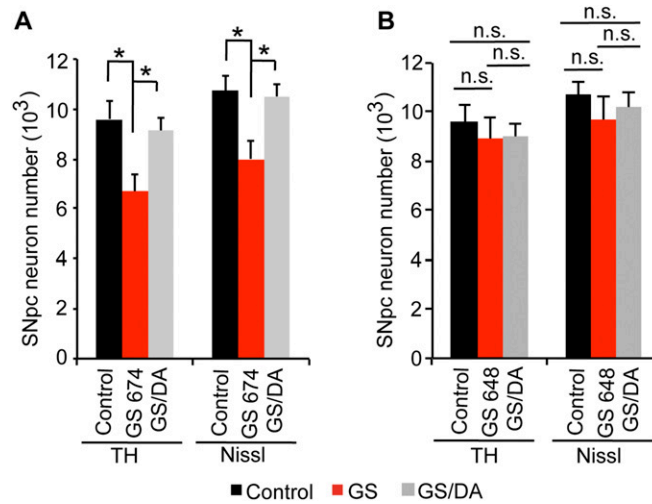 A
SNpc neuron number (10³)
12
10
8
6
4
2
0
*
*
*
*
Control
GS 674
GS/DA
Control
GS 674
GS/DA
TH
Nissl
B
SNpc neuron number (10³)
12
10
8
6
4
2
0
n.s.
n.s.
n.s.
n.s.
n.s.
n.s.
Control
GS 648
GS/DA
Control
GS 648
GS/DA
TH
Nissl
Control GS GS/DA